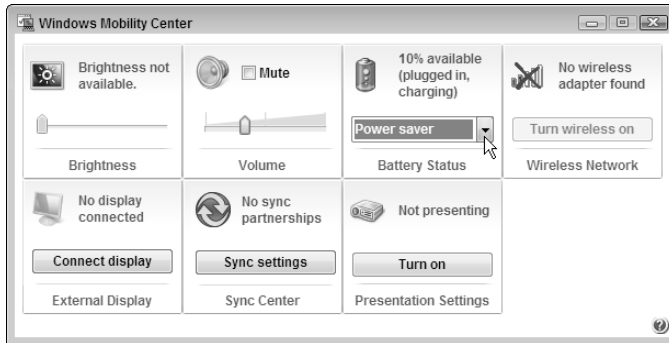 Windows Mobility Center
Brightness not
available.
Brightness
Mute
Volume
10% available
(plugged in,
charging)
Power saver
Battery Status
No wireless
adapter found
Turn wireless on
Wireless Network
No display
connected
Connect display
External Display
No sync
partnerships
Sync settings
Sync Center
Not presenting
Turn on
Presentation Settings
?